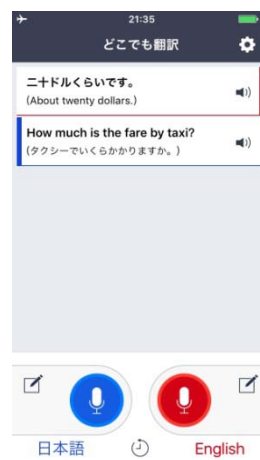 21:35
どこでも翻訳
二十ドルくらいです。
(About twenty dollars.)
How much is the fare by taxi?
(タクシーでいくらかかりますか。)
日本語
English